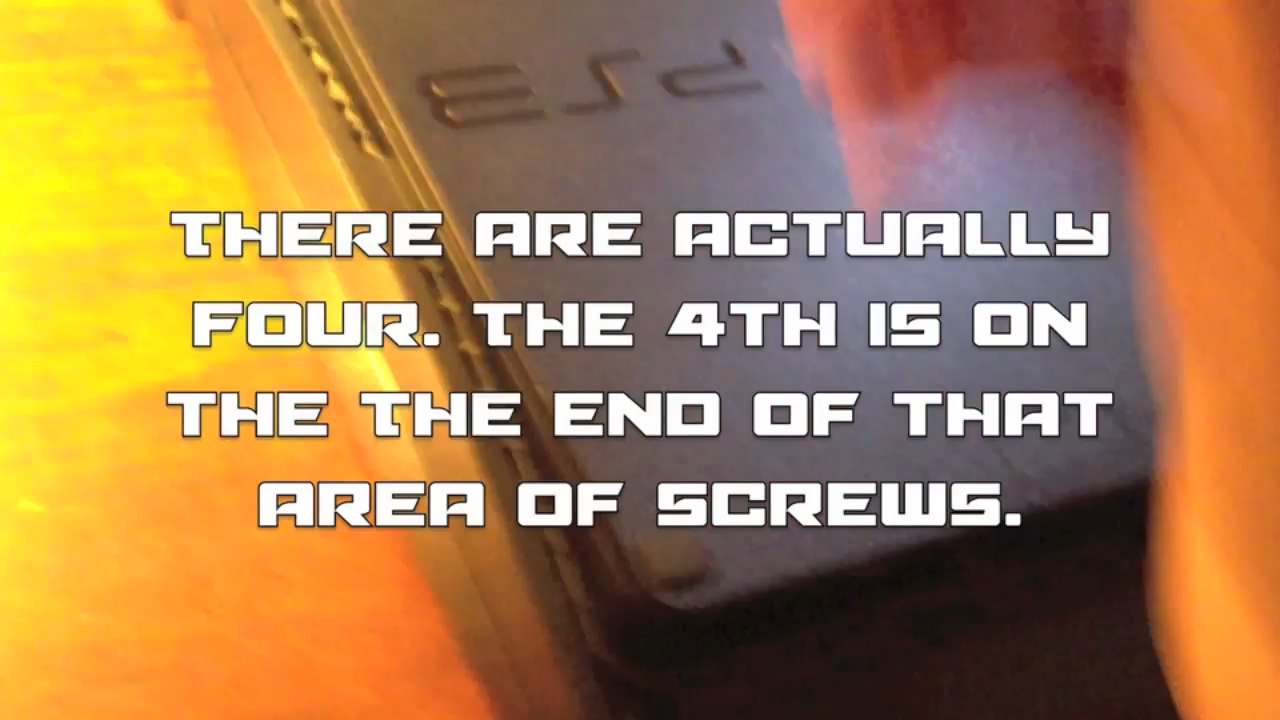 PS3
THERE ARE ACTUALLY
FOUR. THE 4TH IS ON
THE THE END OF THAT
AREA OF SCREWS.